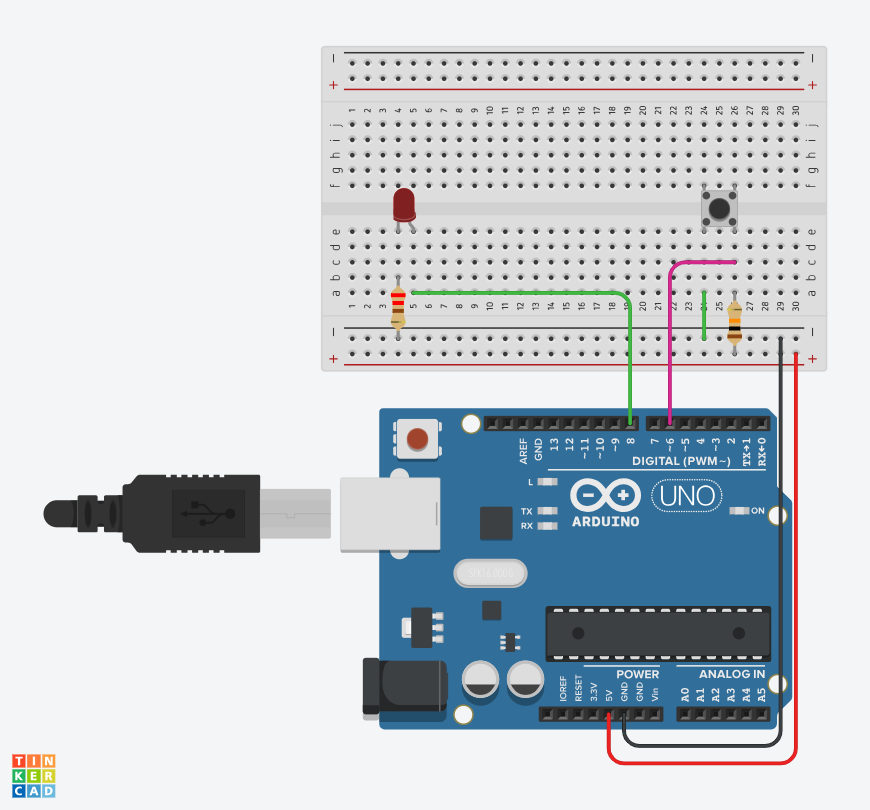 − −
+ +
1 2 3 4 5 6 7 8 9 10 11 12 13 14 15 16 17 18 19 20 21 22 23 24 25 26 27 28 29 30
j j
i i
h h
g g
f f
e e
d d
c c
b b
a a
1 2 3 4 5 6 7 8 9 10 11 12 13 14 15 16 17 18 19 20 21 22 23 25 27 28 29 30
− −
+ +
AREF GND 13 12 ~11 ~10 ~9 8 7 ~6 ~5 4 ~3 2 TX→1 RX←0
DIGITAL (PWM~)
L
TX
RX
ARDUINO
UNO
ON
POWER
ANALOG IN
IOREF RESET 3.3V 5V GND GND Vin A0 A1 A2 A3 A4 A5
TIN
KER
CAD